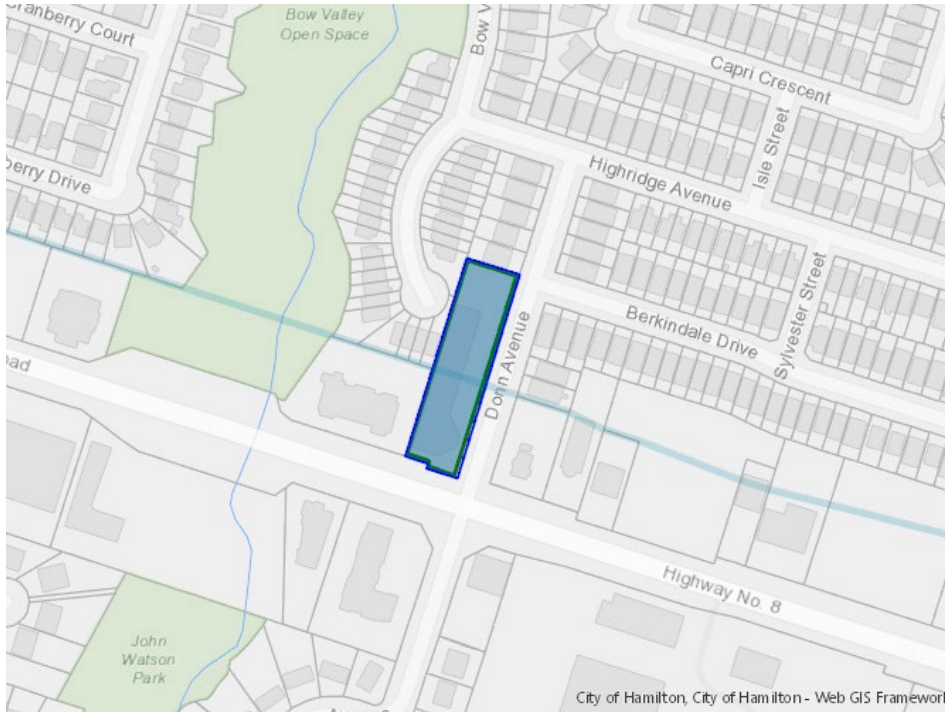 Cranberry Court
Bow Valley
Open Space
Bow V
Capri Crescent
Isle Street
Highridge Avenue
berry Drive
Sylvester Street
Berkindale Drive
Donn Avenue
oad
Highway No. 8
John
Watson
Park
City of Hamilton, City of Hamilton - Web GIS Framework